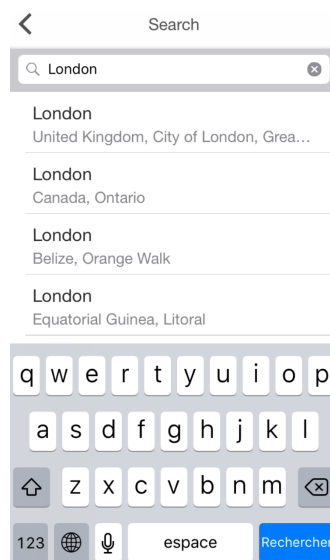 Search
London
London
United Kingdom, City of London, Grea...
London
Canada, Ontario
London
Belize, Orange Walk
London
Equatorial Guinea, Litoral
q w e r t y u i o p
a s d f g h j k l
z x c v b n m
123 espace Rechercher